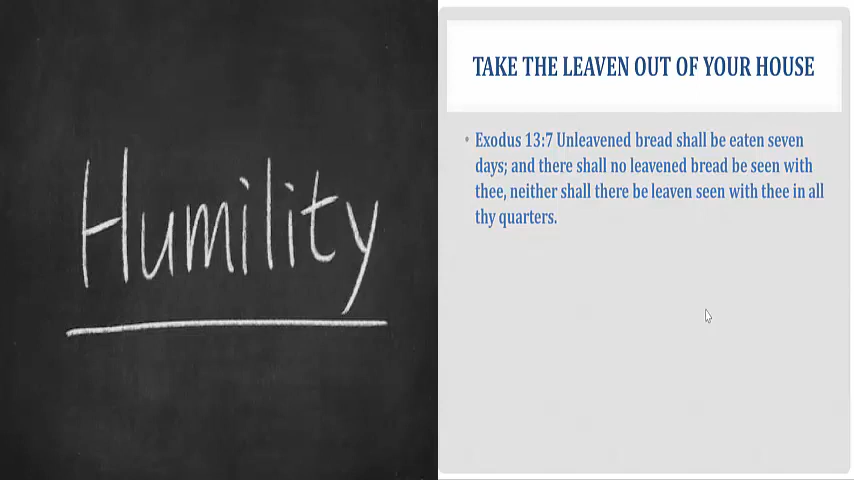 Humility
TAKE THE LEAVEN OUT OF YOUR HOUSE
• Exodus 13:7 Unleavened bread shall be eaten seven
days; and there shall no leavened bread be seen with
thee, neither shall there be leaven seen with thee in all
thy quarters.